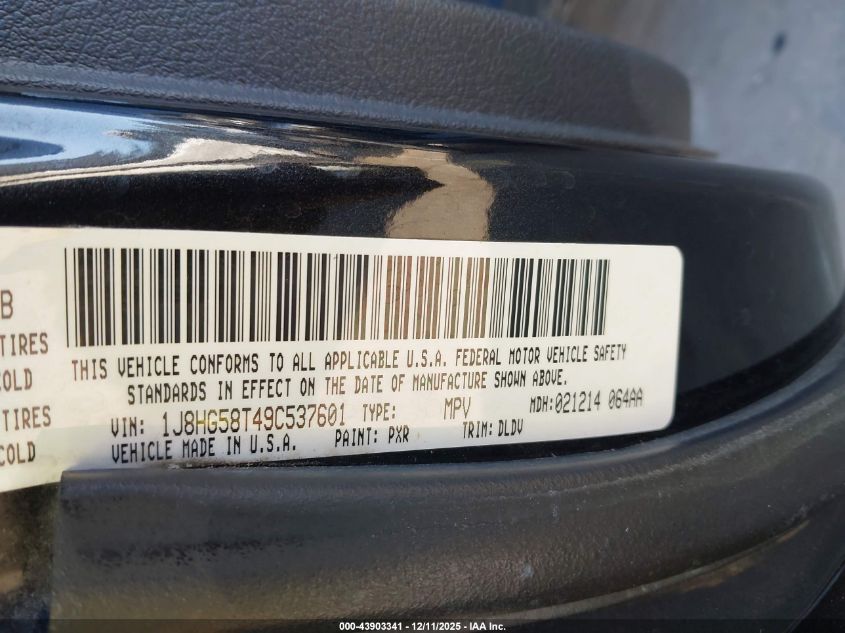 B
TIRES
COLD
TIRES
COLD
THIS VEHICLE CONFORMS TO ALL APPLICABLE U.S.A. FEDERAL MOTOR VEHICLE SAFETY
STANDARDS IN EFFECT ON THE DATE OF MANUFACTURE SHOWN ABOVE.
VIN: 1J8HG58T49C537601 TYPE: MPV MDH:021214 064AA
VEHICLE MADE IN U.S.A. PAINT: PXR TRIM: DLDV
000-43903341 - 12/11/2025 - IAA Inc.